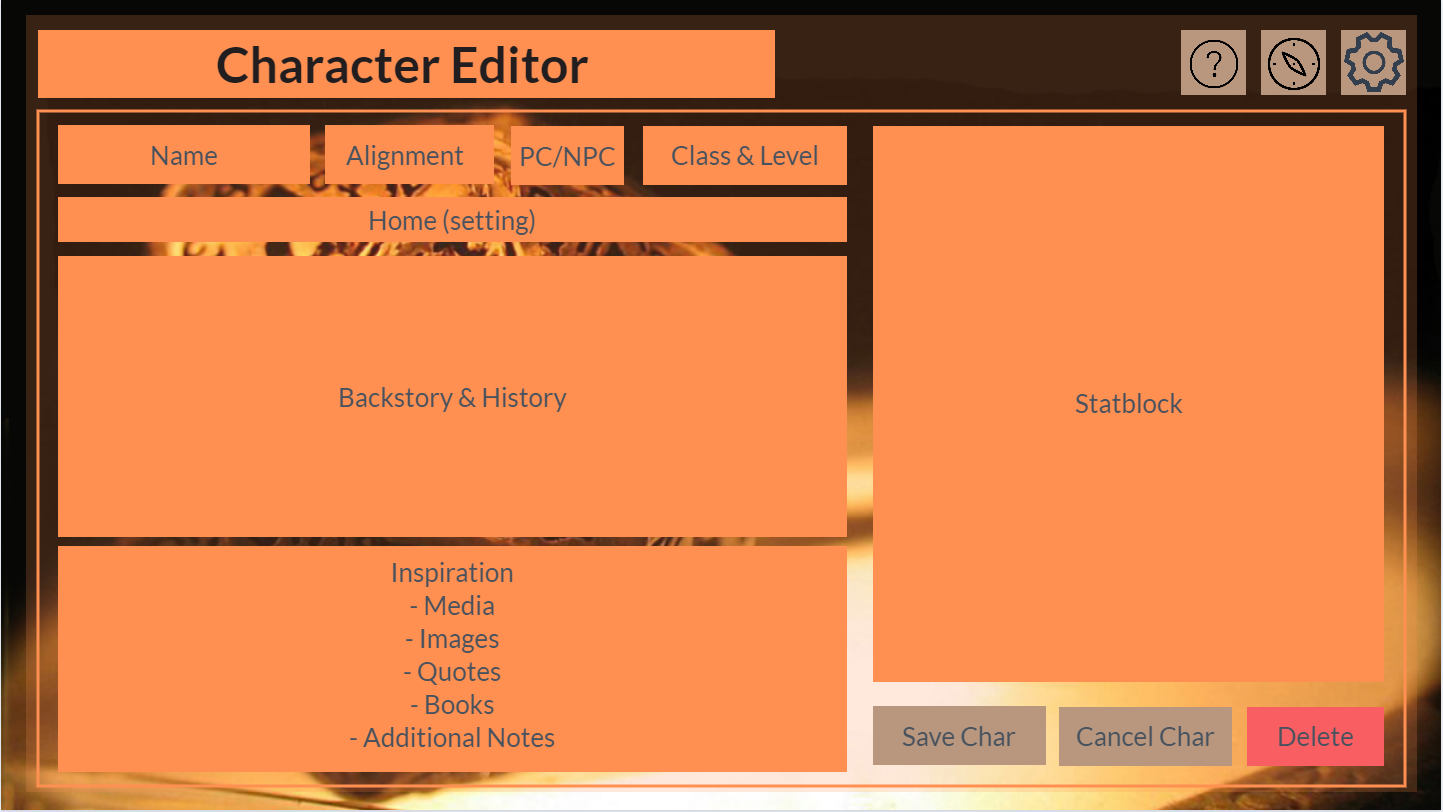 Character Editor
?
Name
Alignment
PC/NPC
Class & Level
Home (setting)
Backstory & History
Statblock
Inspiration
- Media
- Images
- Quotes
- Books
- Additional Notes
Save Char
Cancel Char
Delete